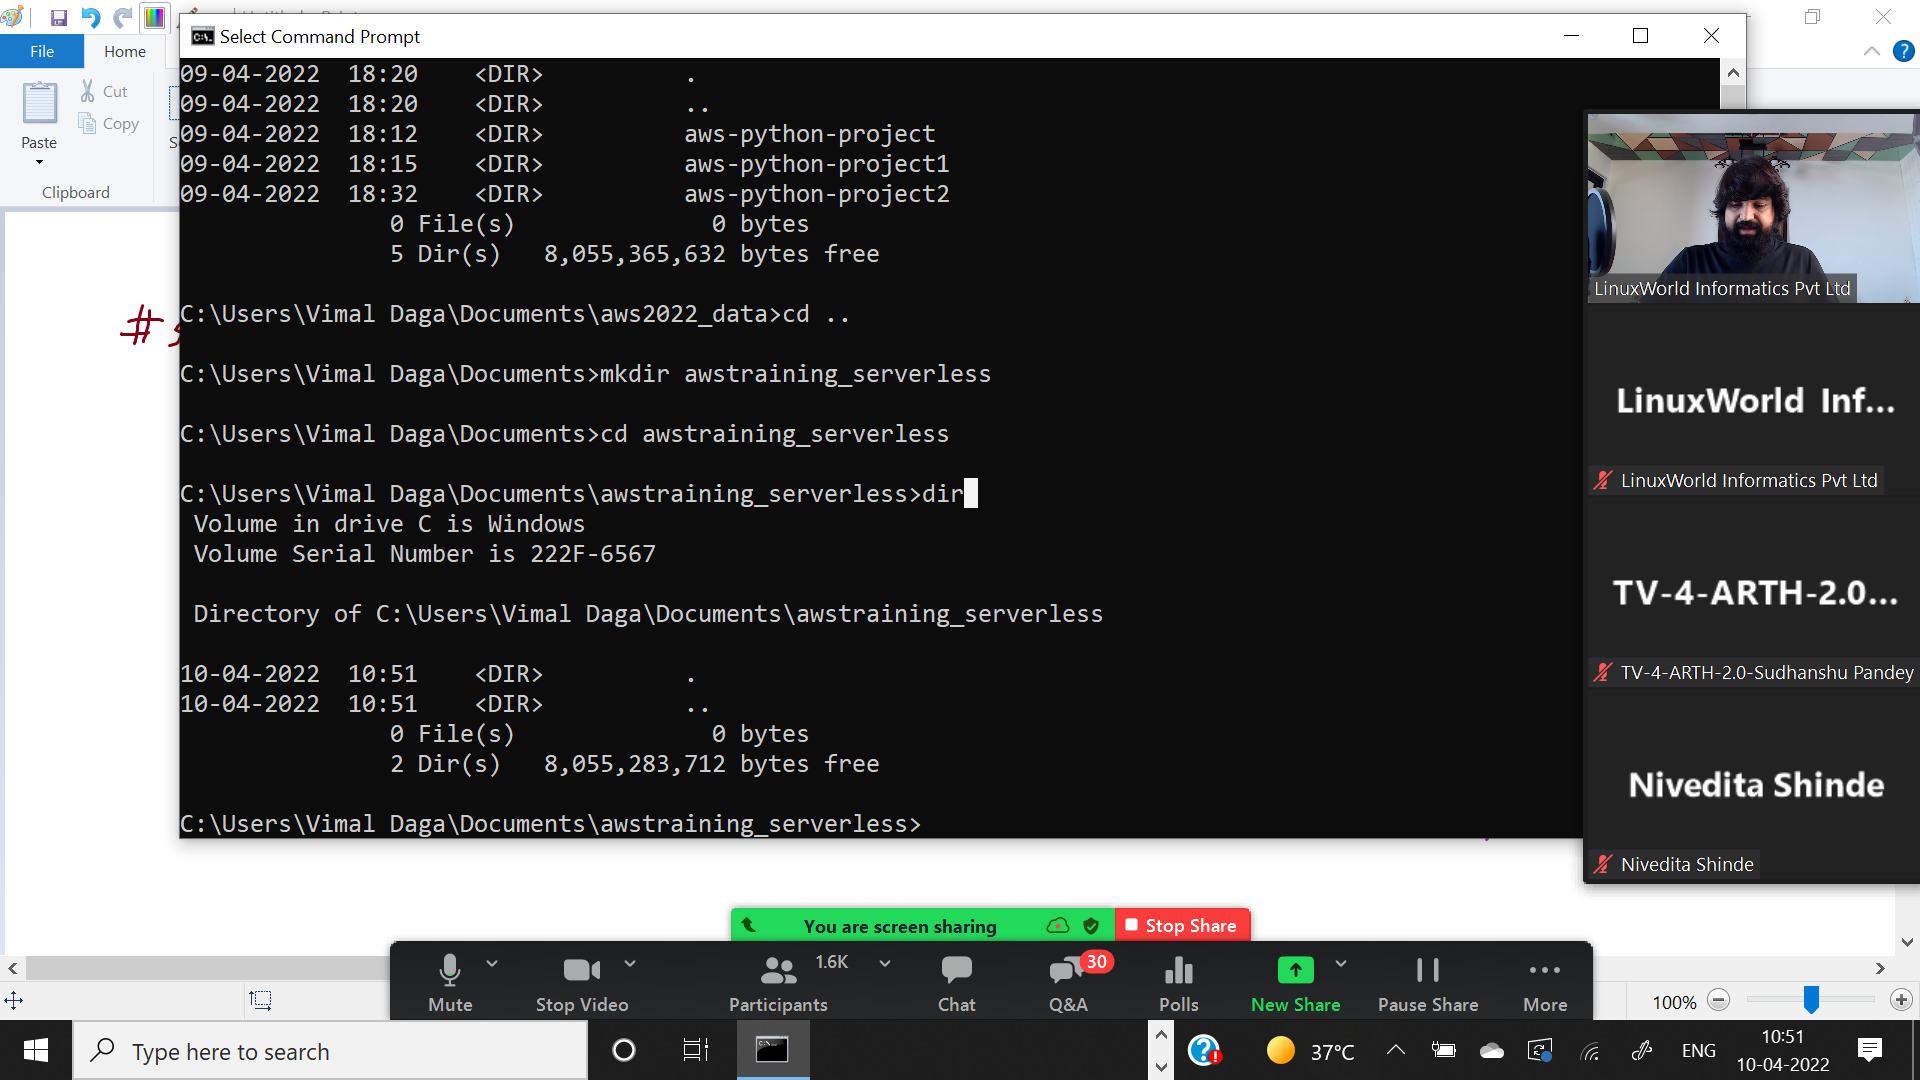 Select Command Prompt
File
Home
Cut
Copy
Paste
Clipboard
09-04-2022  18:20    <DIR>          .
09-04-2022  18:20    <DIR>          ..
09-04-2022  18:12    <DIR>          aws-python-project
09-04-2022  18:15    <DIR>          aws-python-project1
09-04-2022  18:32    <DIR>          aws-python-project2
0 File(s)              0 bytes
5 Dir(s)   8,055,365,632 bytes free
C:\Users\Vimal Daga\Documents\aws2022_data>cd ..
C:\Users\Vimal Daga\Documents>mkdir awstraining_serverless
C:\Users\Vimal Daga\Documents>cd awstraining_serverless
C:\Users\Vimal Daga\Documents\awstraining_serverless>dir
Volume in drive C is Windows
Volume Serial Number is 222F-6567
Directory of C:\Users\Vimal Daga\Documents\awstraining_serverless
10-04-2022  10:51    <DIR>          .
10-04-2022  10:51    <DIR>          ..
0 File(s)              0 bytes
2 Dir(s)   8,055,283,712 bytes free
C:\Users\Vimal Daga\Documents\awstraining_serverless>
#
LinuxWorld Informatics Pvt Ltd
LinuxWorld Inf...
LinuxWorld Informatics Pvt Ltd
TV-4-ARTH-2.0...
TV-4-ARTH-2.0-Sudhanshu Pandey
Nivedita Shinde
Nivedita Shinde
You are screen sharing
Stop Share
1.6K
30
Mute
Stop Video
Participants
Chat
Q&A
Polls
New Share
Pause Share
More
100%
Type here to search
37°C
ENG
10:51
10-04-2022